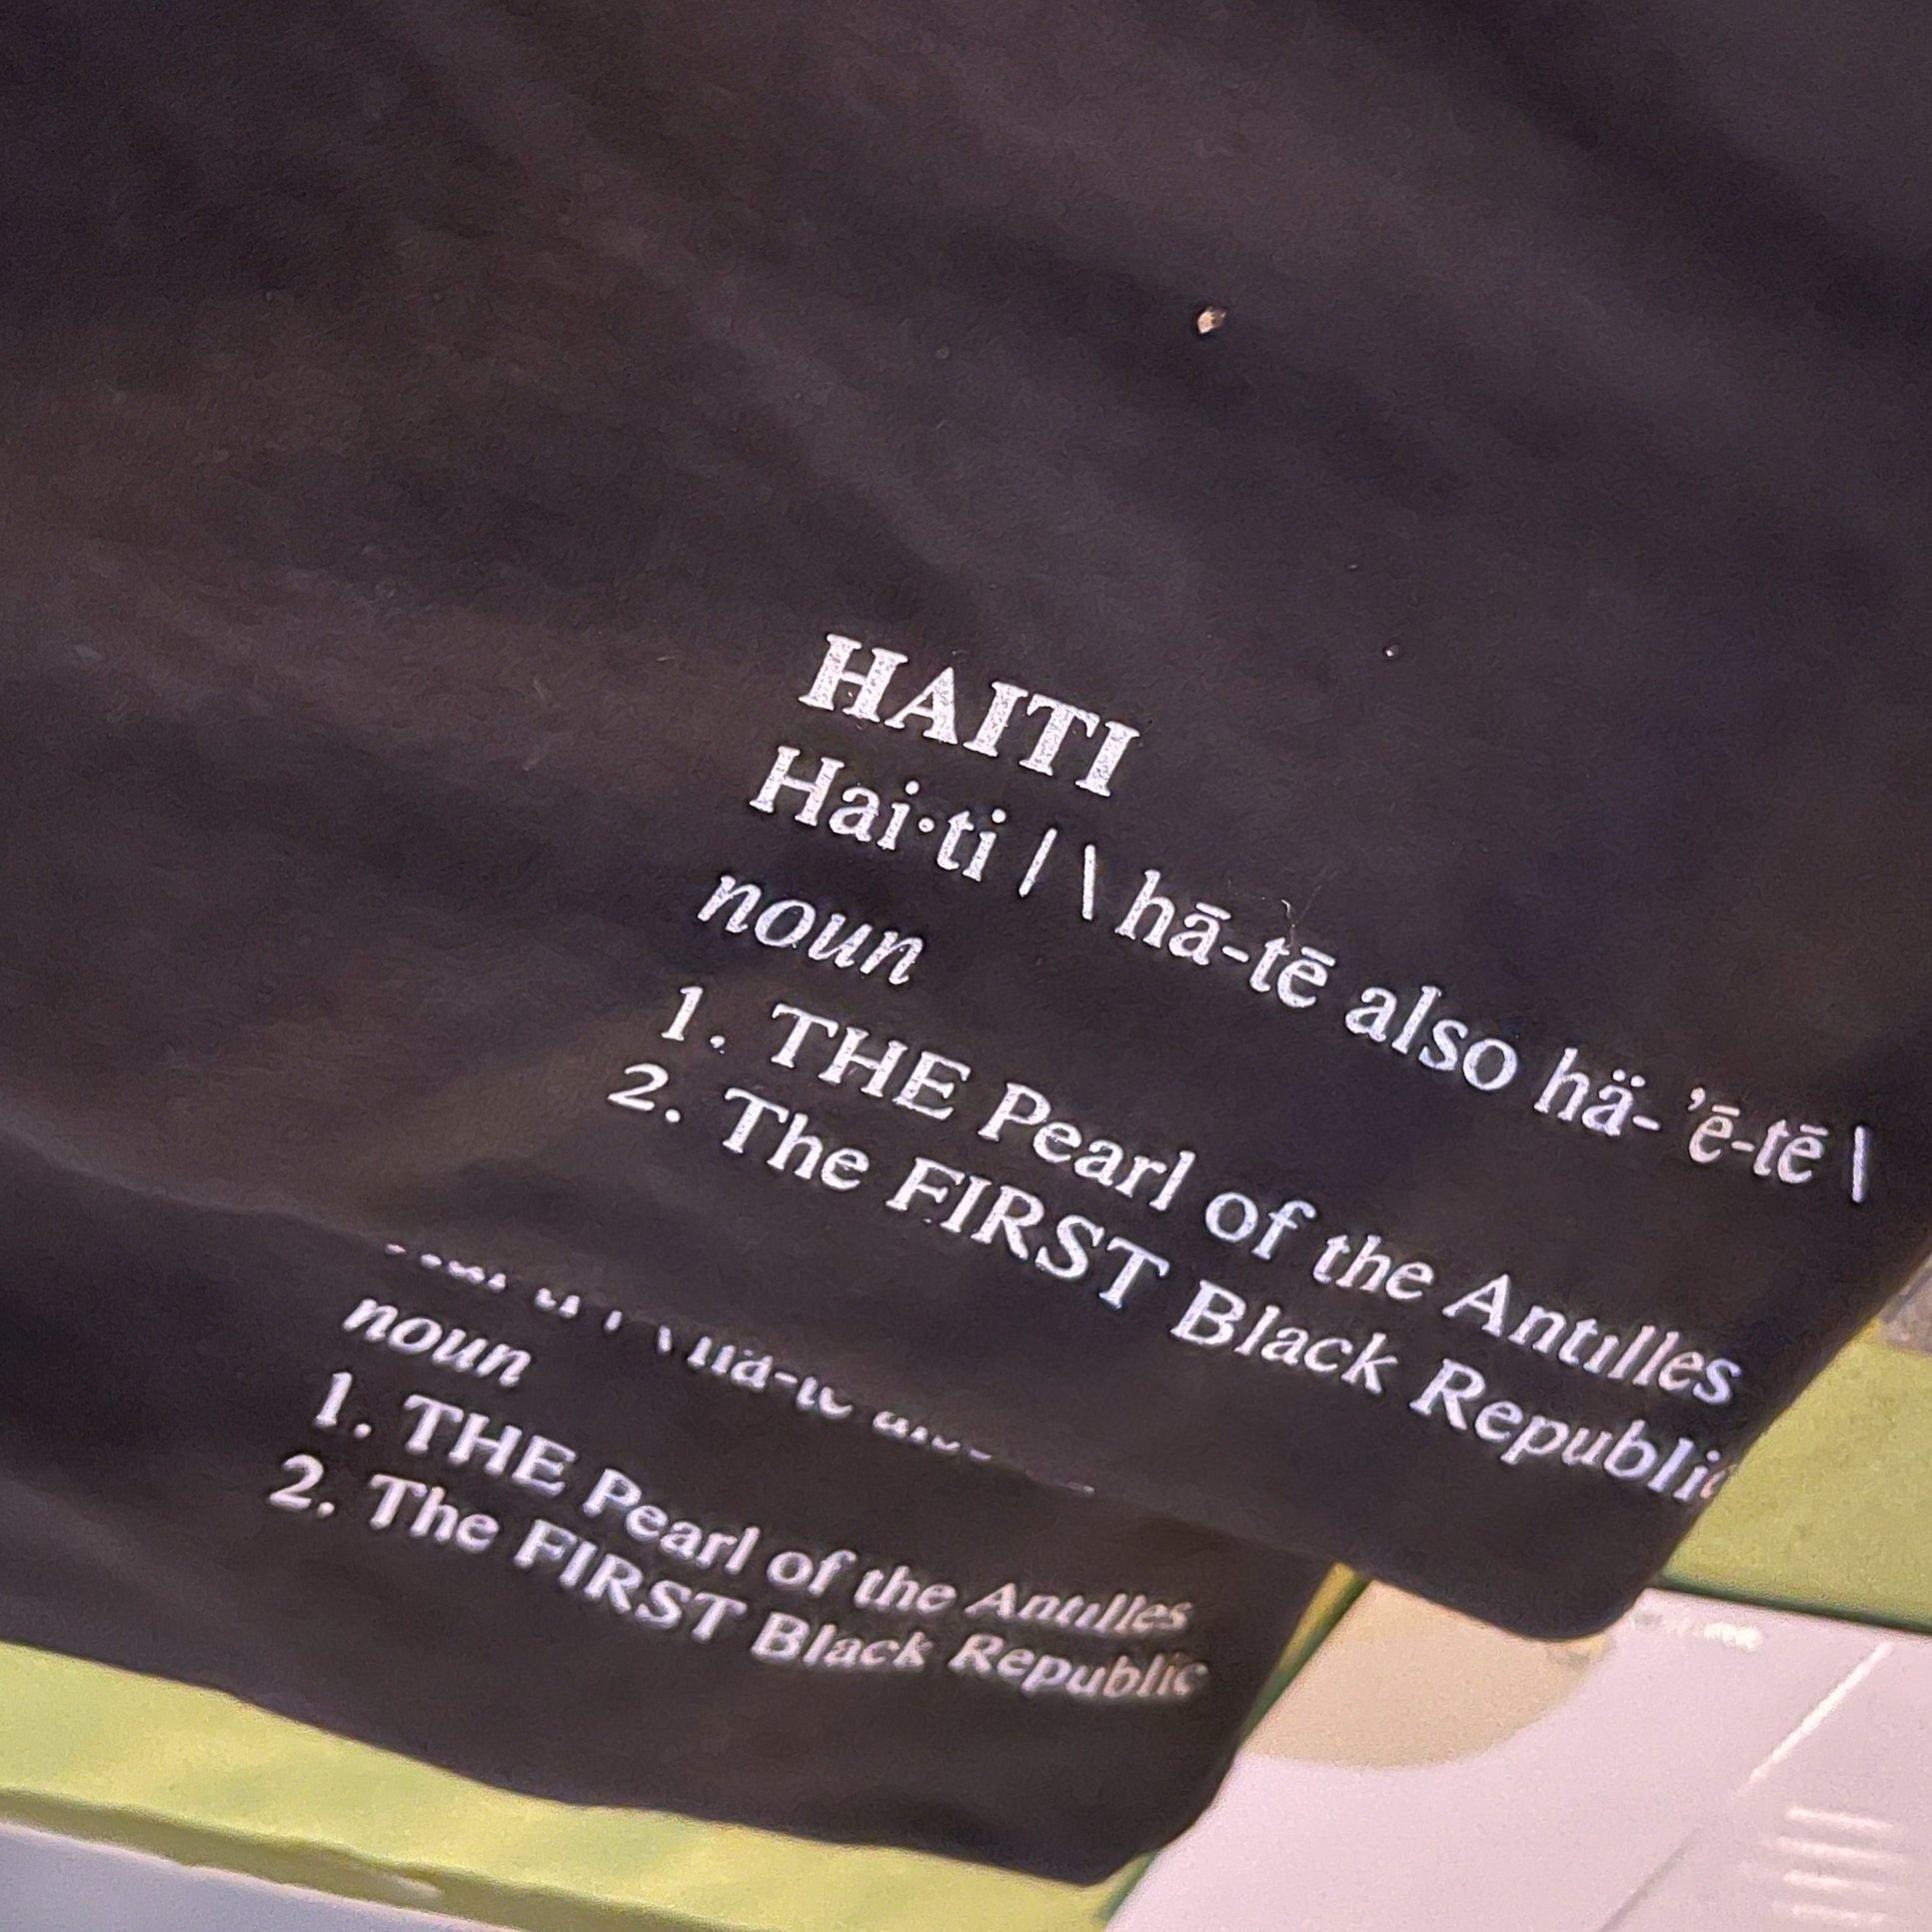 HAITI
Hai·ti | \ hā-tē also hä-’ē-tē \
noun
1. THE Pearl of the Antilles
2. The FIRST Black Republic
noun
1. THE Pearl of the Antilles
2. The FIRST Black Republic